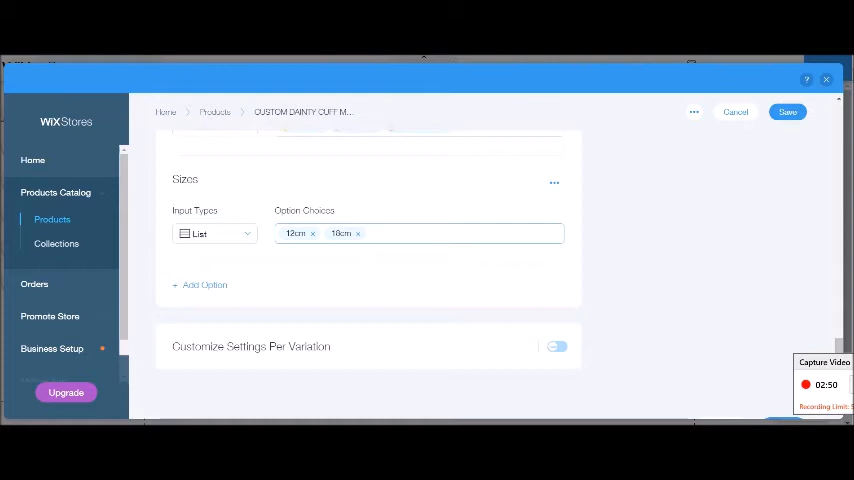 WiXStores
Home
Products Catalog
Products
Collections
Orders
Promote Store
Business Setup
Upgrade
Home
Products
CUSTOM DAINTY CUFF M...
Cancel
Save
Sizes
Input Types
Option Choices
List
12cm x
18cm x
+ Add Option
Customize Settings Per Variation
Capture Video
02:50
Recording Limit: